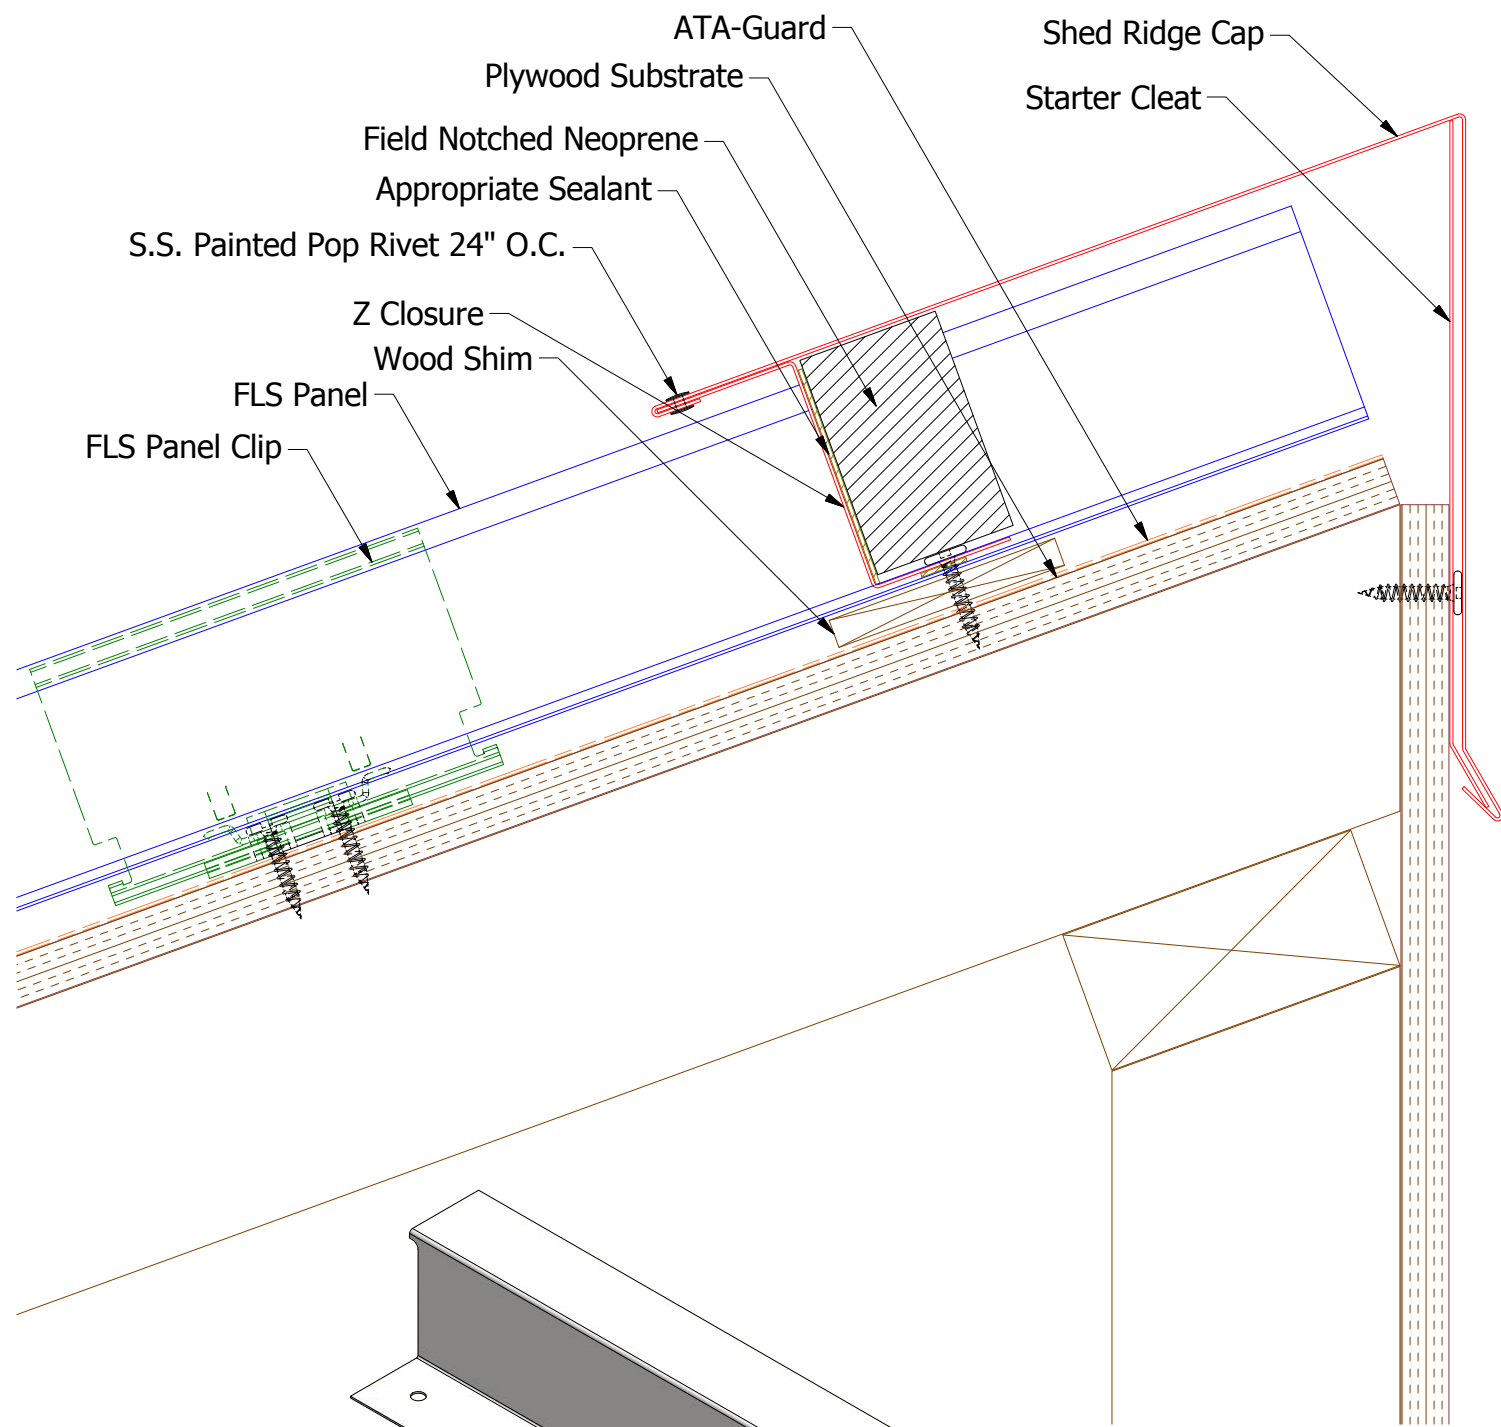 ATA-Guard
Shed Ridge Cap
Plywood Substrate
Starter Cleat
Field Notched Neoprene
Appropriate Sealant
S.S. Painted Pop Rivet 24" O.C.
Z Closure
Wood Shim
FLS Panel
FLS Panel Clip